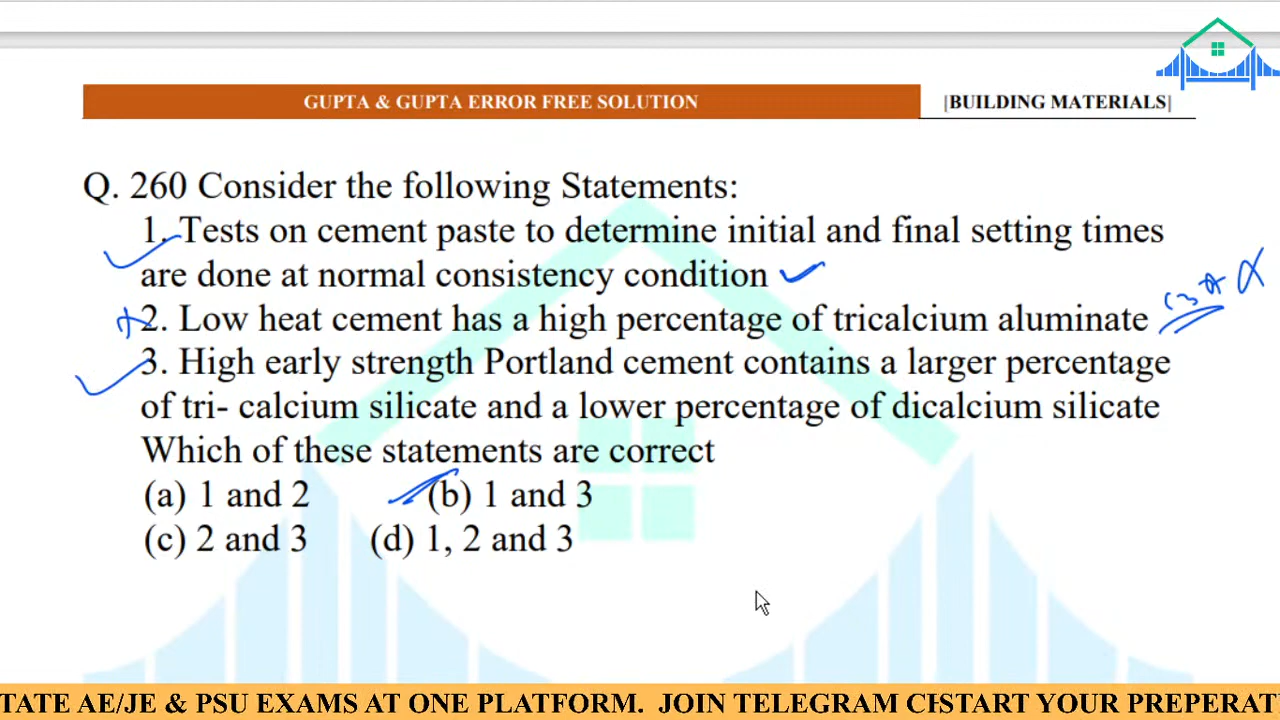 GUPTA & GUPTA ERROR FREE SOLUTION |BUILDING MATERIALS|
Q. 260 Consider the following Statements:
1. Tests on cement paste to determine initial and final setting times
are done at normal consistency condition
2. Low heat cement has a high percentage of tricalcium aluminate
3. High early strength Portland cement contains a larger percentage
of tri- calcium silicate and a lower percentage of dicalcium silicate
Which of these statements are correct
(a) 1 and 2 (b) 1 and 3
(c) 2 and 3 (d) 1, 2 and 3
TATE AE/JE & PSU EXAMS AT ONE PLATFORM. JOIN TELEGRAM CHSTART YOUR PREPERAT